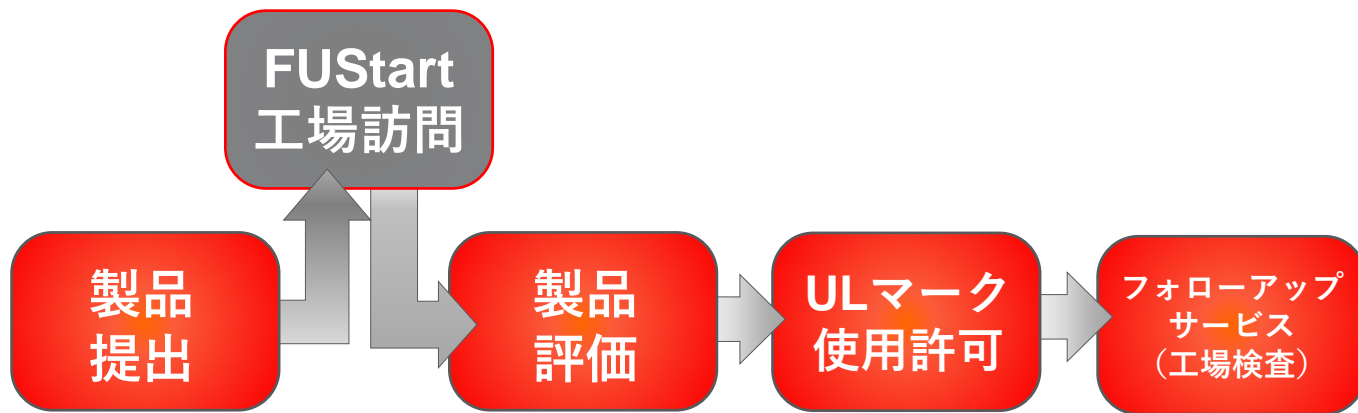 FUStart
工場訪問
製品
提出
製品
評価
ULマーク
使用許可
フォローアップ
サービス
（工場検査）